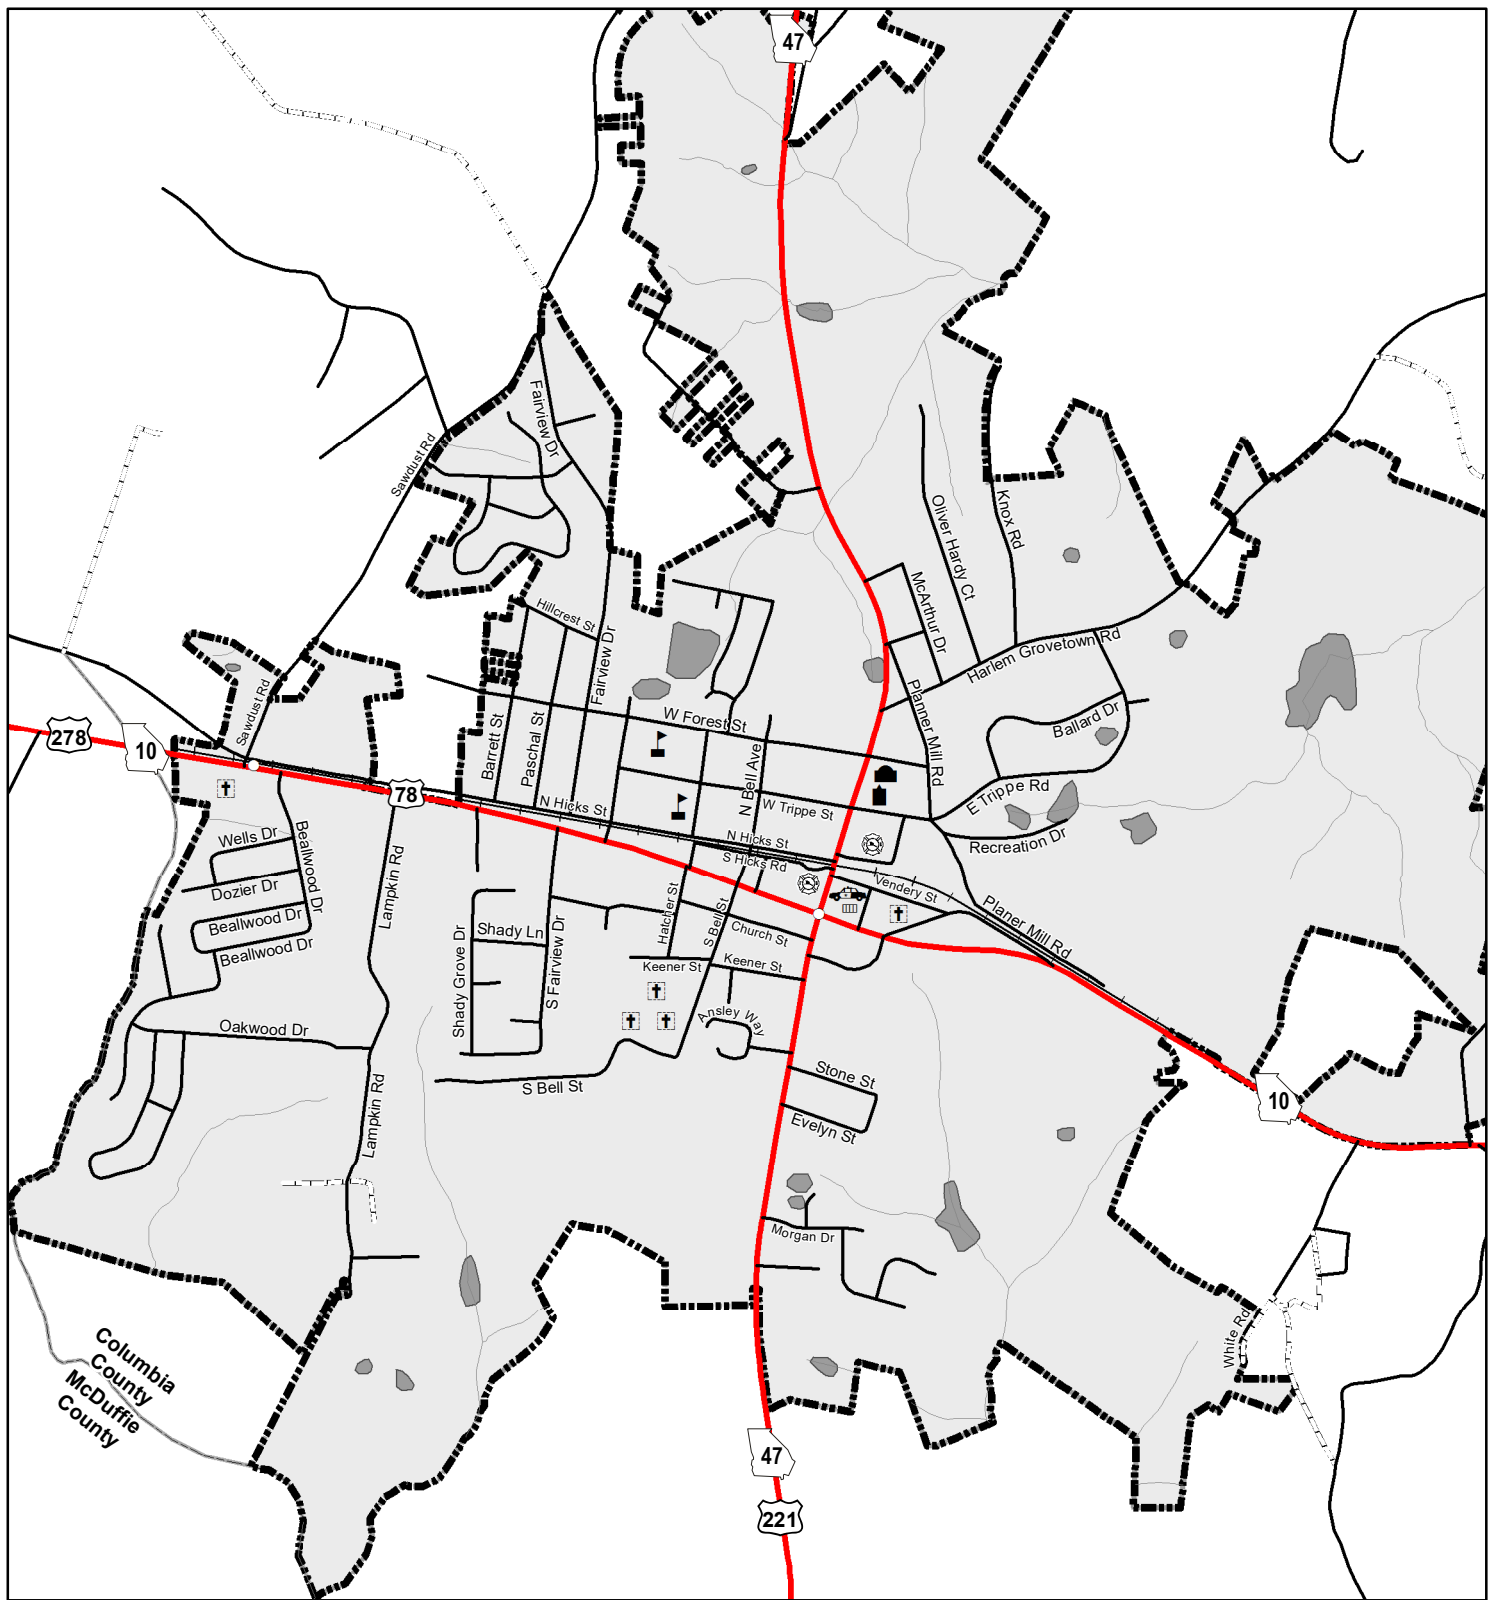 47
Fairview Dr
Sawdust Rd
Oliver Hardy Ct
Knox Rd
McArthur Dr
Hillcrest St
Fairview Dr
Harlem Grovetown Rd
Sawdust Rd
W Forest St
Planner Mill Rd
Ballard Dr
278
10
Barrett St
Paschal St
N Bell Ave
78
N Hicks St
W Trippe St
E Trippe Rd
Wells Dr
Beallwood Dr
N Hicks St
Recreation Dr
S Hicks Rd
Dozier Dr
Lampkin Rd
Vendery St
Beallwood Dr
Hatcher St
S Bell St
Planer Mill Rd
Shady Ln
Church St
Beallwood Dr
Shady Grove Dr
S Fairview Dr
Keener St
Keener St
Oakwood Dr
Ansley Way
Stone St
S Bell St
10
Lampkin Rd
Evelyn St
Morgan Dr
White Rd
Columbia
County
McDuffie
County
47
221